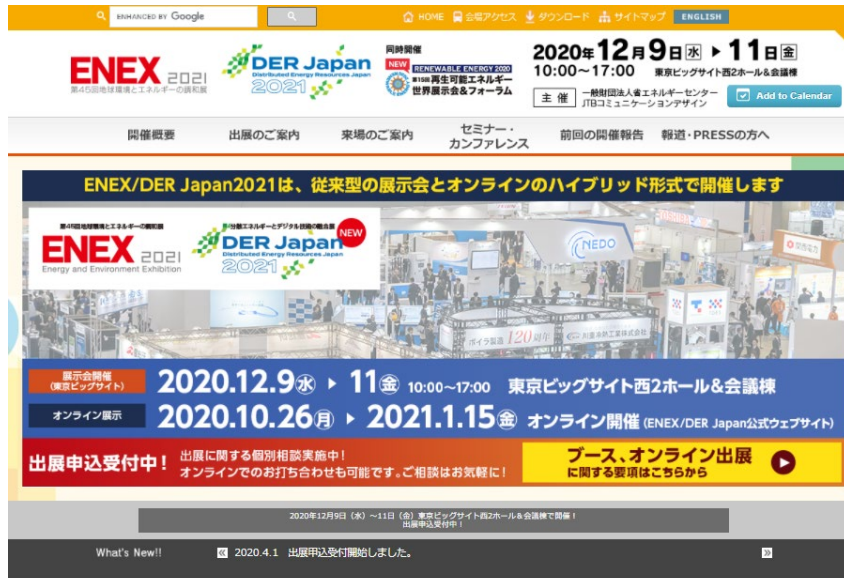 ENHANCED BY Google
HOME 会場アクセス ダウンロード サイトマップ ENGLISH
ENEX 2021
第45回地球環境とエネルギーの調和展
DER Japan
Distributed Energy Resources Japan
2021
同時開催
NEW RENEWABLE ENERGY 2020
第15回再生可能エネルギー
世界展示会&フォーラム
2020年12月9日水 ▶ 11日金
10:00~17:00 東京ビッグサイト西2ホール&会議棟
主 催 一般財団法人省エネルギーセンター
JTBコミュニケーションデザイン
Add to Calendar
開催概要 出展のご案内 来場のご案内 セミナー・
カンファレンス 前回の開催報告 報道・PRESSの方へ
ENEX/DER Japan2021は、従来型の展示会とオンラインのハイブリッド形式で開催します
第45回地球環境とエネルギーの調和展
ENEX 2021
Energy and Environment Exhibition
DER Japan
Distributed Energy Resources Japan
2021
NEW
NEDO
ボイラ製造120周年
展示会開催
(東京ビッグサイト)
2020.12.9水 ▶ 11金 10:00~17:00 東京ビッグサイト西2ホール&会議棟
オンライン展示
2020.10.26月 ▶ 2021.1.15金 オンライン開催 (ENEX/DER Japan公式ウェブサイト)
出展申込受付中!
出展に関する個別相談実施中!
オンラインでのお打ち合わせも可能です。ご相談はお気軽に!
ブース、オンライン出展
に関する要項はこちらから
2020年12月9日(水)~11日(金)東京ビッグサイト西2ホール&会議棟で開催!
出展申込受付中!
What's New!!
2020.4.1 出展申込受付開始しました。